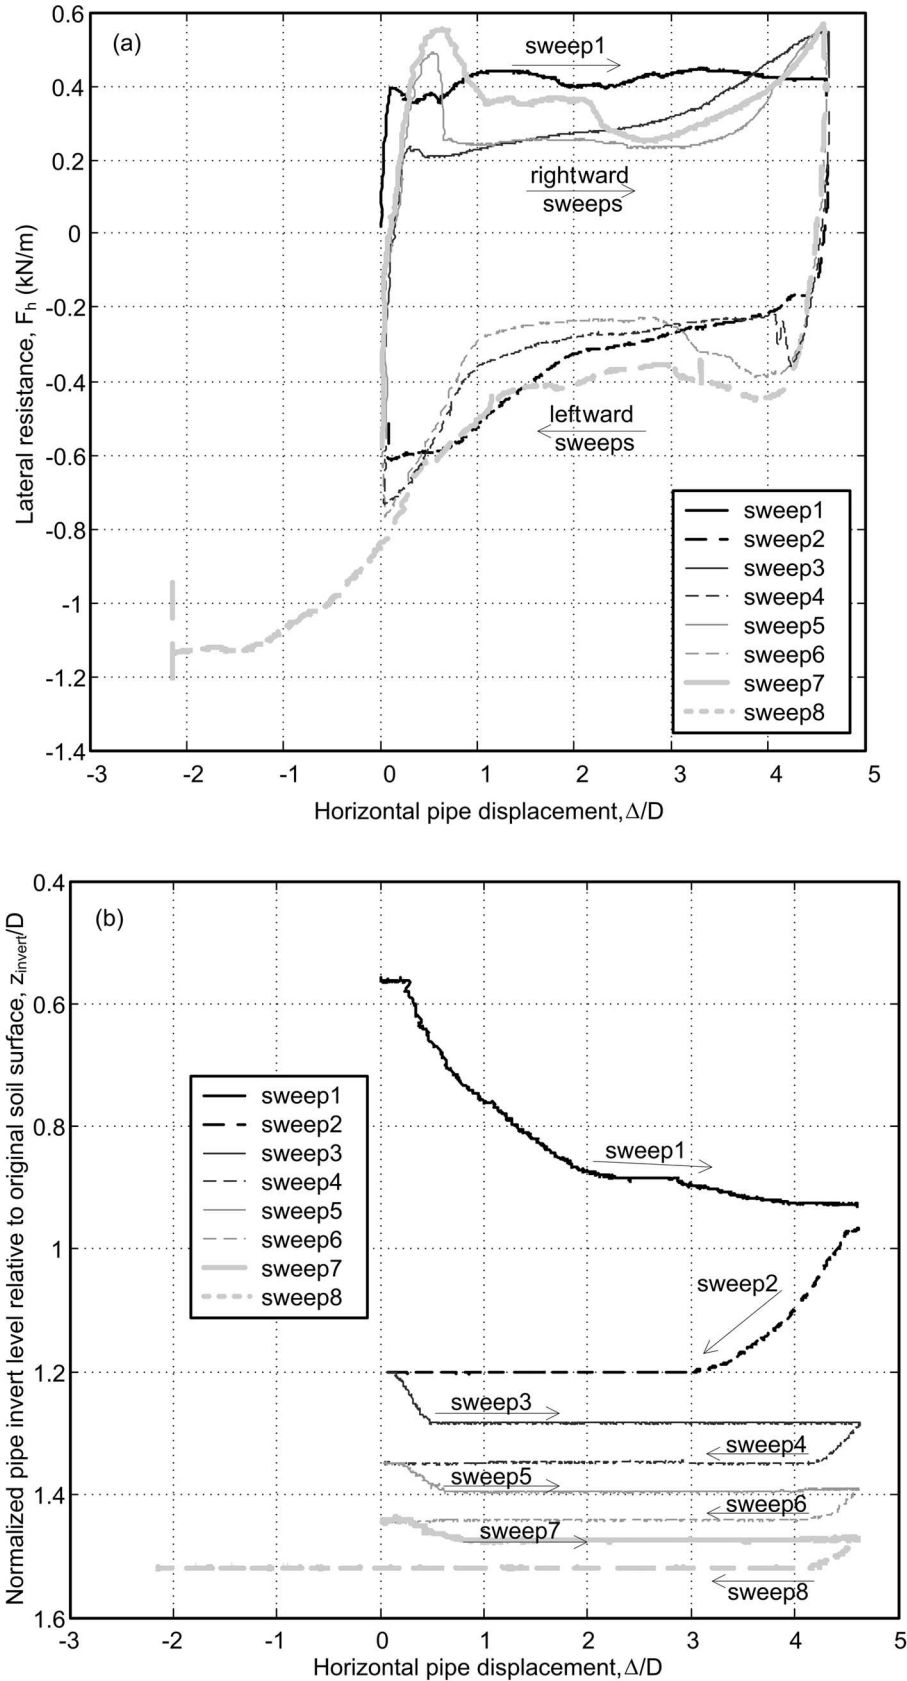 0.6
(a)
sweep1
0.4
0.2
rightward
sweeps
0
-0.2
-0.4
leftward
sweeps
-0.6
-0.8
-1
-1.2
-1.4
Lateral resistance, Fh (kN/m)
sweep1
sweep2
sweep3
sweep4
sweep5
sweep6
sweep7
sweep8
-3 -2 -1 0 1 2 3 4 5
Horizontal pipe displacement,Δ/D
0.4
(b)
0.6
0.8
1
1.2
1.4
1.6
Normalized pipe invert level relative to original soil surface, zinvert/D
sweep1
sweep2
sweep3
sweep4
sweep5
sweep6
sweep7
sweep8
sweep1
sweep2
sweep3
sweep4
sweep5
sweep6
sweep7
sweep8
-3 -2 -1 0 1 2 3 4 5
Horizontal pipe displacement,Δ/D